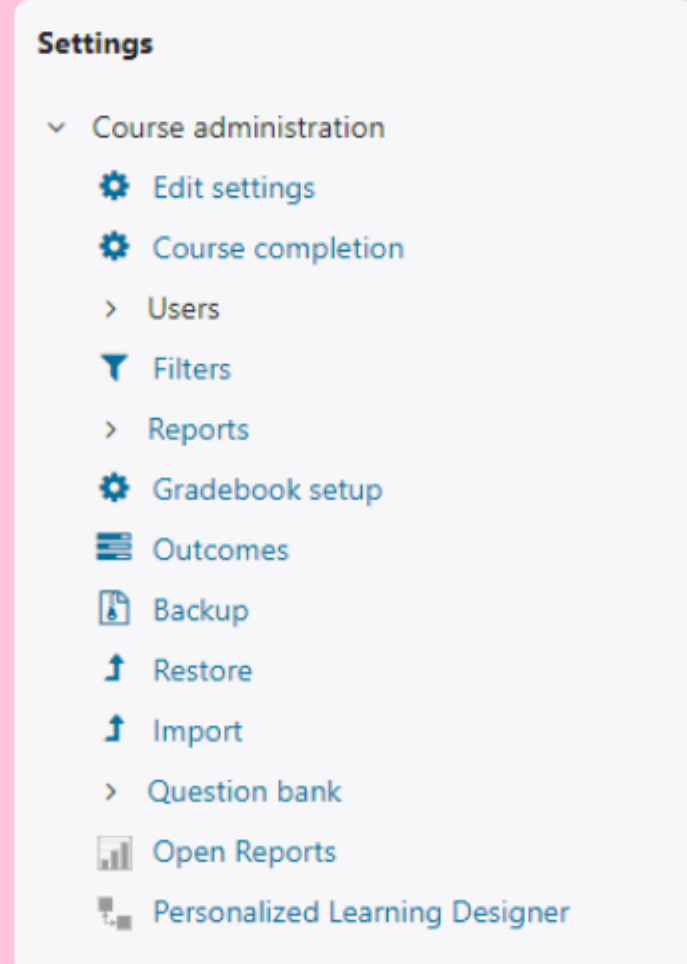 Settings
Course administration
Edit settings
Course completion
Users
Filters
Reports
Gradebook setup
Outcomes
Backup
Restore
Import
Question bank
Open Reports
Personalized Learning Designer